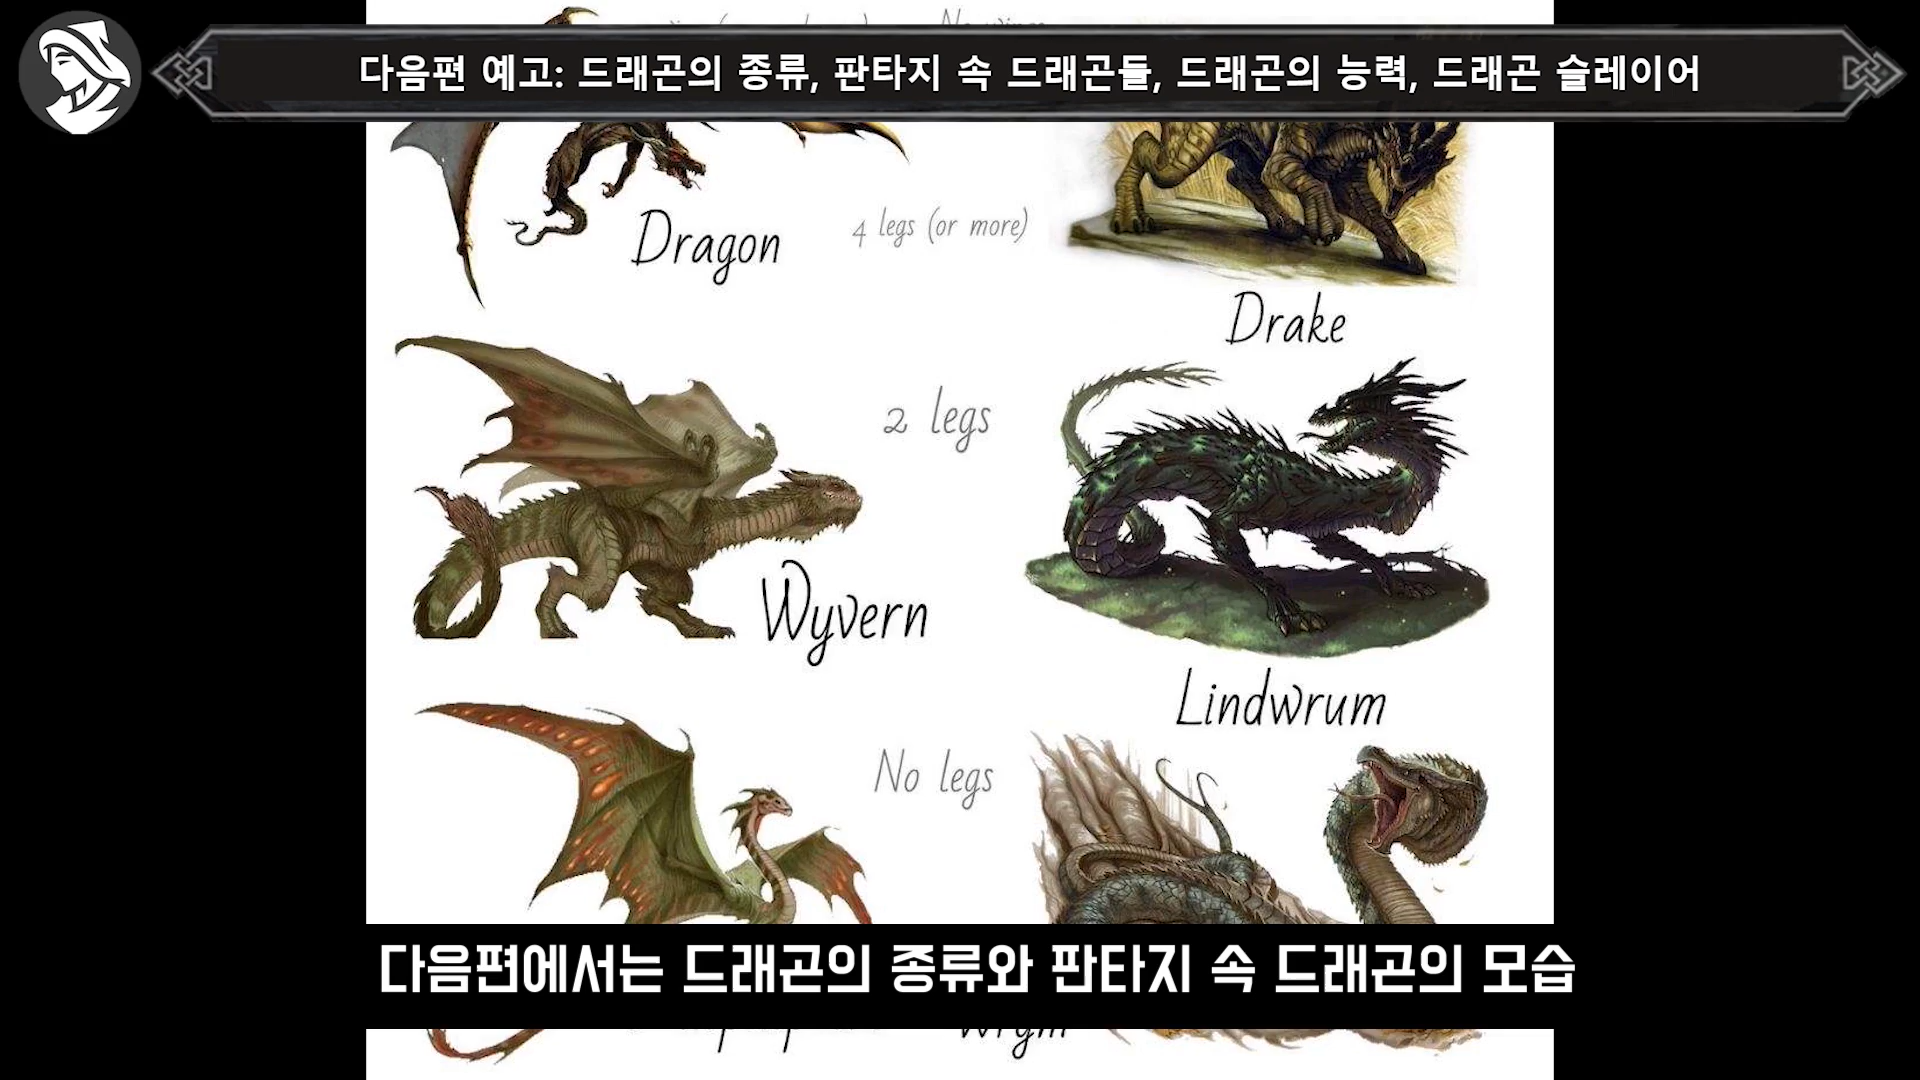 다음편 예고: 드래곤의 종류, 판타지 속 드래곤들, 드래곤의 능력, 드래곤 슬레이어
Dragon
4 legs (or more)
Drake
2 legs
Wyvern
Lindwrum
No legs
다음편에서는 드래곤의 종류와 판타지 속 드래곤의 모습